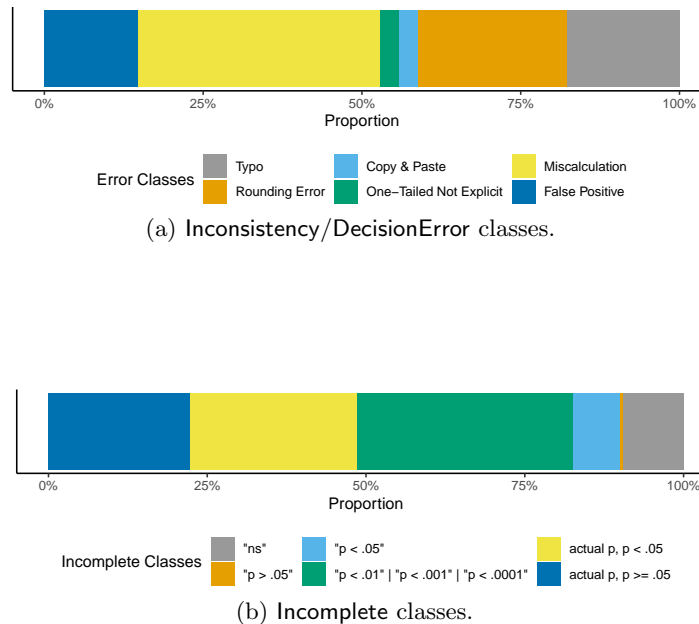 0% 25% 50% 75% 100%
Proportion
Error Classes
Typo Copy & Paste Miscalculation
Rounding Error One−Tailed Not Explicit False Positive
(a) Inconsistency/DecisionError classes.
0% 25% 50% 75% 100%
Proportion
Incomplete Classes
"ns" "p < .05" actual p, p < .05
"p > .05" "p < .01" | "p < .001" | "p < .0001" actual p, p >= .05
(b) Incomplete classes.